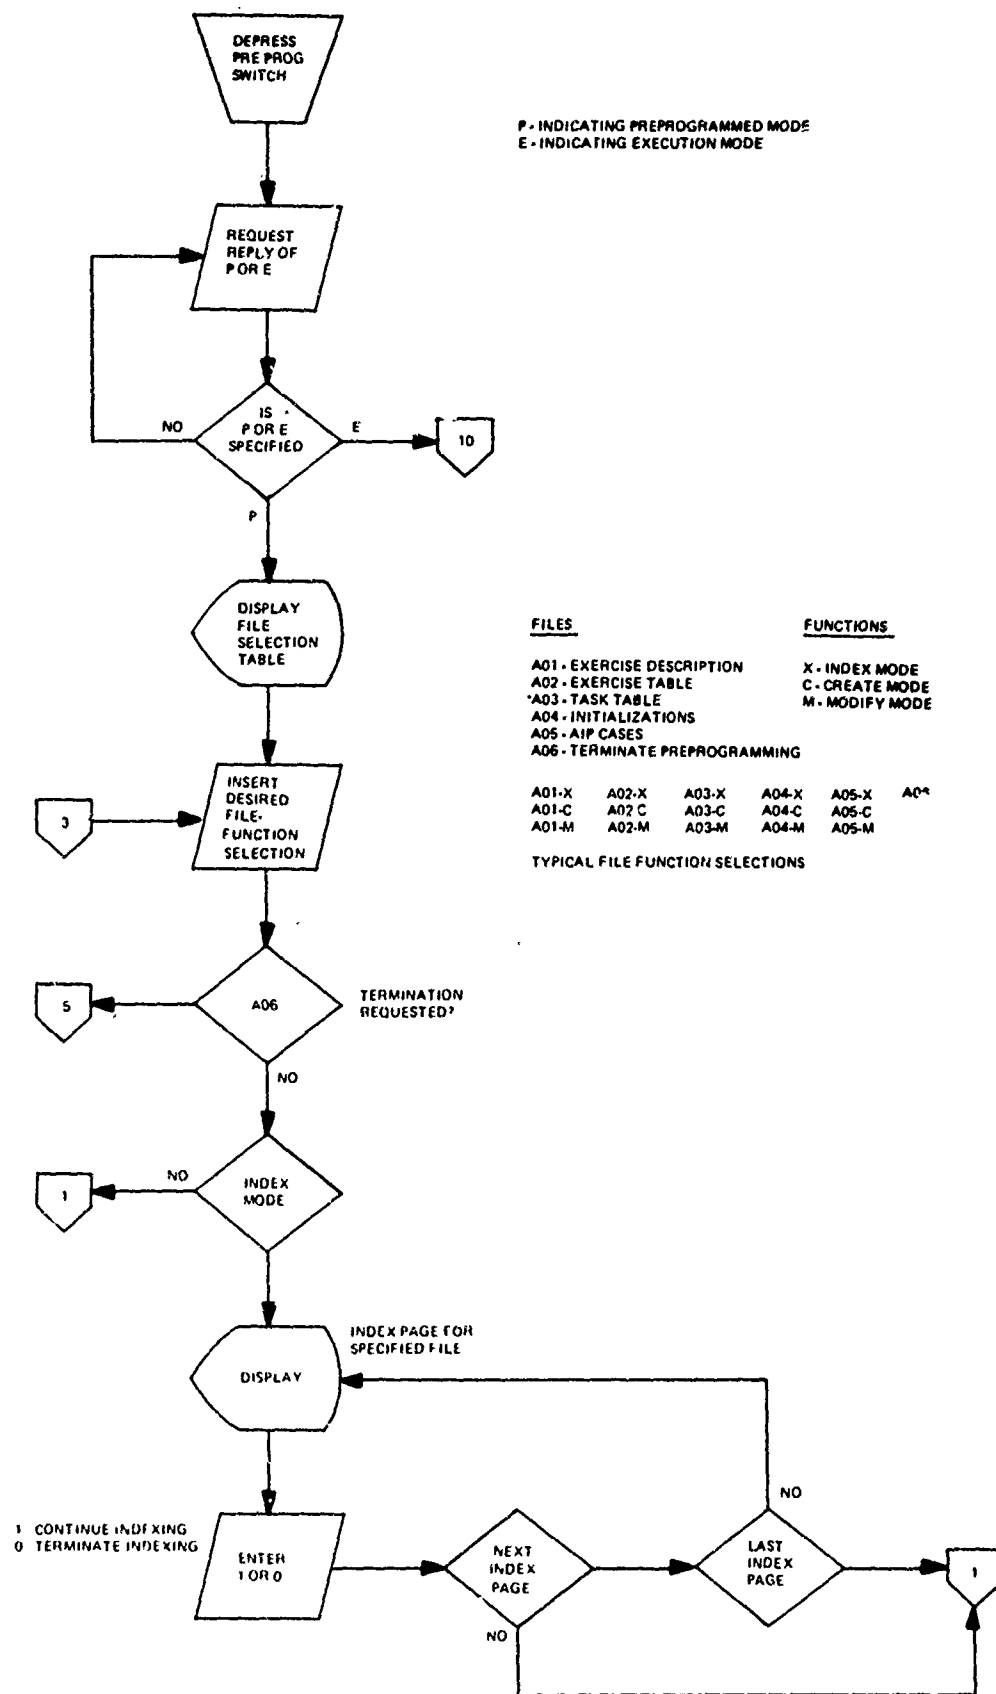 DEPRESS
PRE PROG
SWITCH
P - INDICATING PREPROGRAMMED MODE
E - INDICATING EXECUTION MODE
REQUEST
REPLY OF
P OR E
IS
P OR E
SPECIFIED
NO
E
10
P
DISPLAY
FILE
SELECTION
TABLE
FILES
FUNCTIONS
A01 - EXERCISE DESCRIPTION
X - INDEX MODE
A02 - EXERCISE TABLE
C - CREATE MODE
A03 - TASK TABLE
M - MODIFY MODE
A04 - INITIALIZATIONS
A05 - AIP CASES
A06 - TERMINATE PREPROGRAMMING
INSERT
DESIRED
FILE-
FUNCTION
SELECTION
3
A01-X A02-X A03-X A04-X A05-X
A01-C A02 C A03-C A04-C A05-C
A01-M A02-M A03-M A04-M A05-M
TYPICAL FILE FUNCTION SELECTIONS
5
A06
TERMINATION
REQUESTED?
NO
1
NO
INDEX
MODE
INDEX PAGE FOR
SPECIFIED FILE
DISPLAY
1 CONTINUE INDEXING
0 TERMINATE INDEXING
ENTER
1 OR 0
NEXT
INDEX
PAGE
NO
LAST
INDEX
PAGE
NO
1